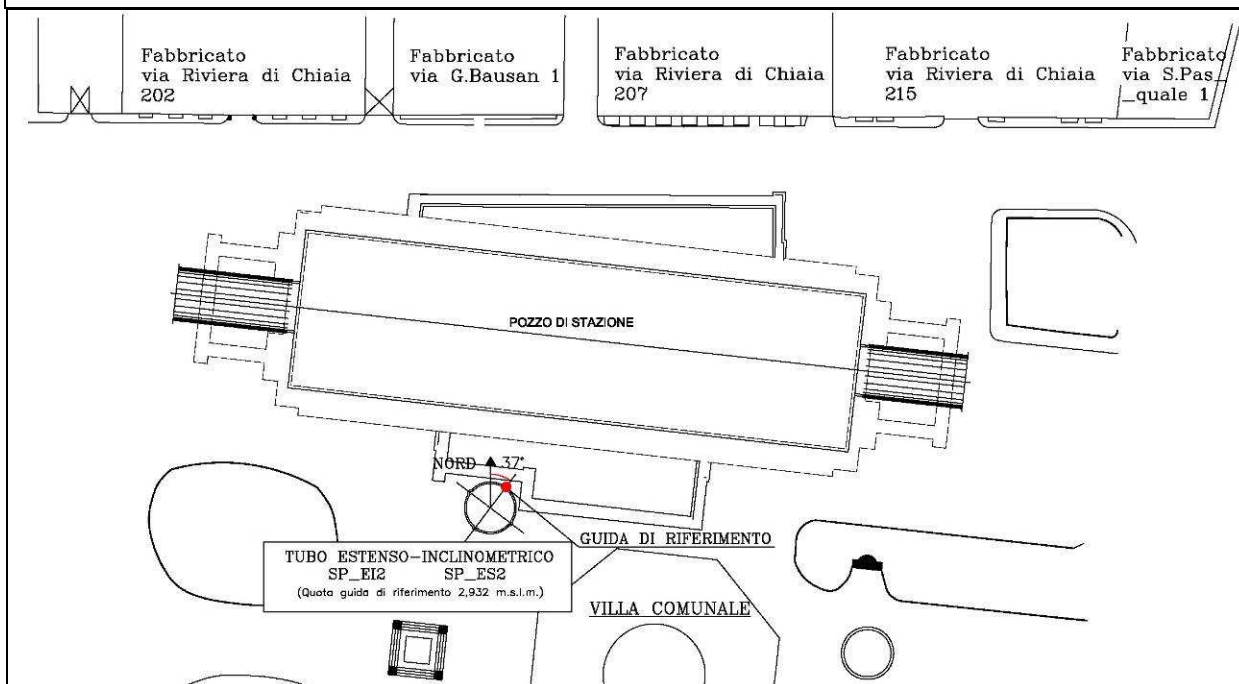 Fabbricato
via Riviera di Chiaia
202
Fabbricato
via G.Bausan 1
Fabbricato
via Riviera di Chiaia
207
Fabbricato
via Riviera di Chiaia
215
Fabbricato
via S.Pas_
_quale 1
POZZO DI STAZIONE
NORD 37°
GUIDA DI RIFERIMENTO
TUBO ESTENSO-INCLINOMETRICO
SP_EI2 SP_ES2
(Quota guida di riferimento 2,932 m.s.l.m.)
VILLA COMUNALE